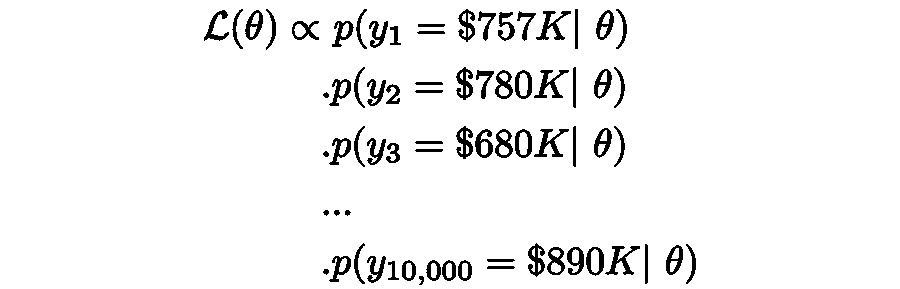 ℒ(θ) ∝ p(y₁ = $757K| θ)
.p(y₂ = $780K| θ)
.p(y₃ = $680K| θ)
...
.p(y₁₀,₀₀₀ = $890K| θ)